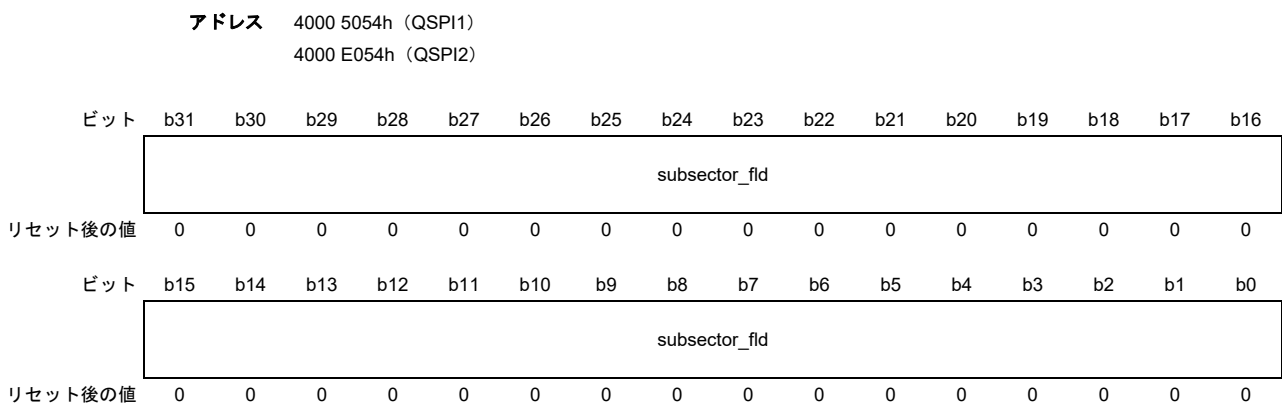 アドレス 4000 5054h（QSPI1）
4000 E054h（QSPI2）
ビット b31 b30 b29 b28 b27 b26 b25 b24 b23 b22 b21 b20 b19 b18 b17 b16
subsector_fld
リセット後の値 0 0 0 0 0 0 0 0 0 0 0 0 0 0 0 0
ビット b15 b14 b13 b12 b11 b10 b9 b8 b7 b6 b5 b4 b3 b2 b1 b0
subsector_fld
リセット後の値 0 0 0 0 0 0 0 0 0 0 0 0 0 0 0 0